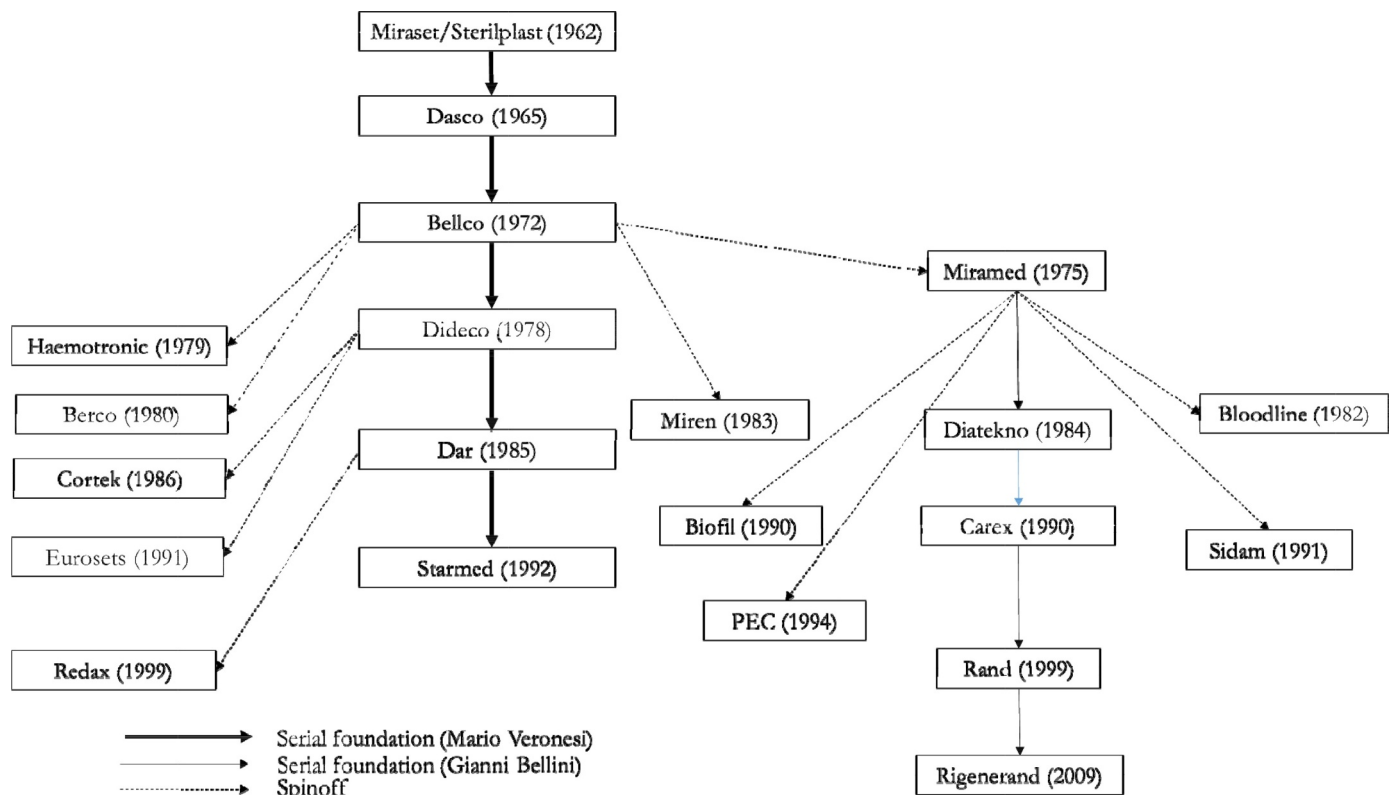 Miraset/Sterilplast (1962)
Dasco (1965)
Bellco (1972)
Miramed (1975)
Dideco (1978)
Haemotronic (1979)
Berco (1980)
Miren (1983)
Diatekno (1984)
Bloodline (1982)
Dar (1985)
Cortek (1986)
Biofil (1990)
Carex (1990)
Sidam (1991)
Eurosets (1991)
Starmed (1992)
PEC (1994)
Redax (1999)
Rand (1999)
Serial foundation (Mario Veronesi)
Serial foundation (Gianni Bellini)
Spinoff
Rigenerand (2009)